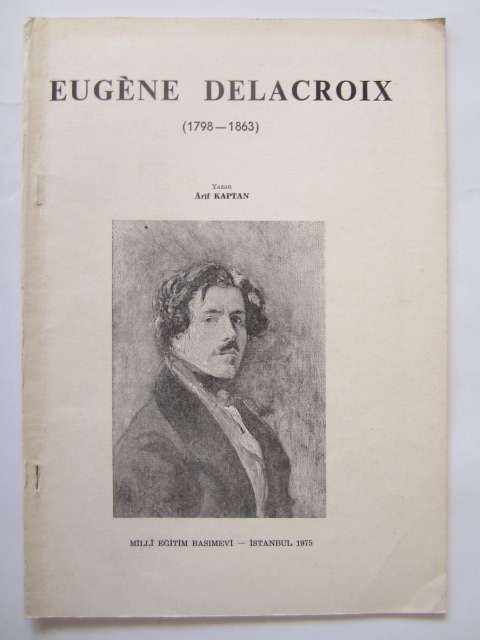 EUGÈNE DELACROIX
(1798—1863)
Yazan
Ârif KAPTAN
MİLLÎ EĞİTİM BASIMEVİ — İSTANBUL 1975